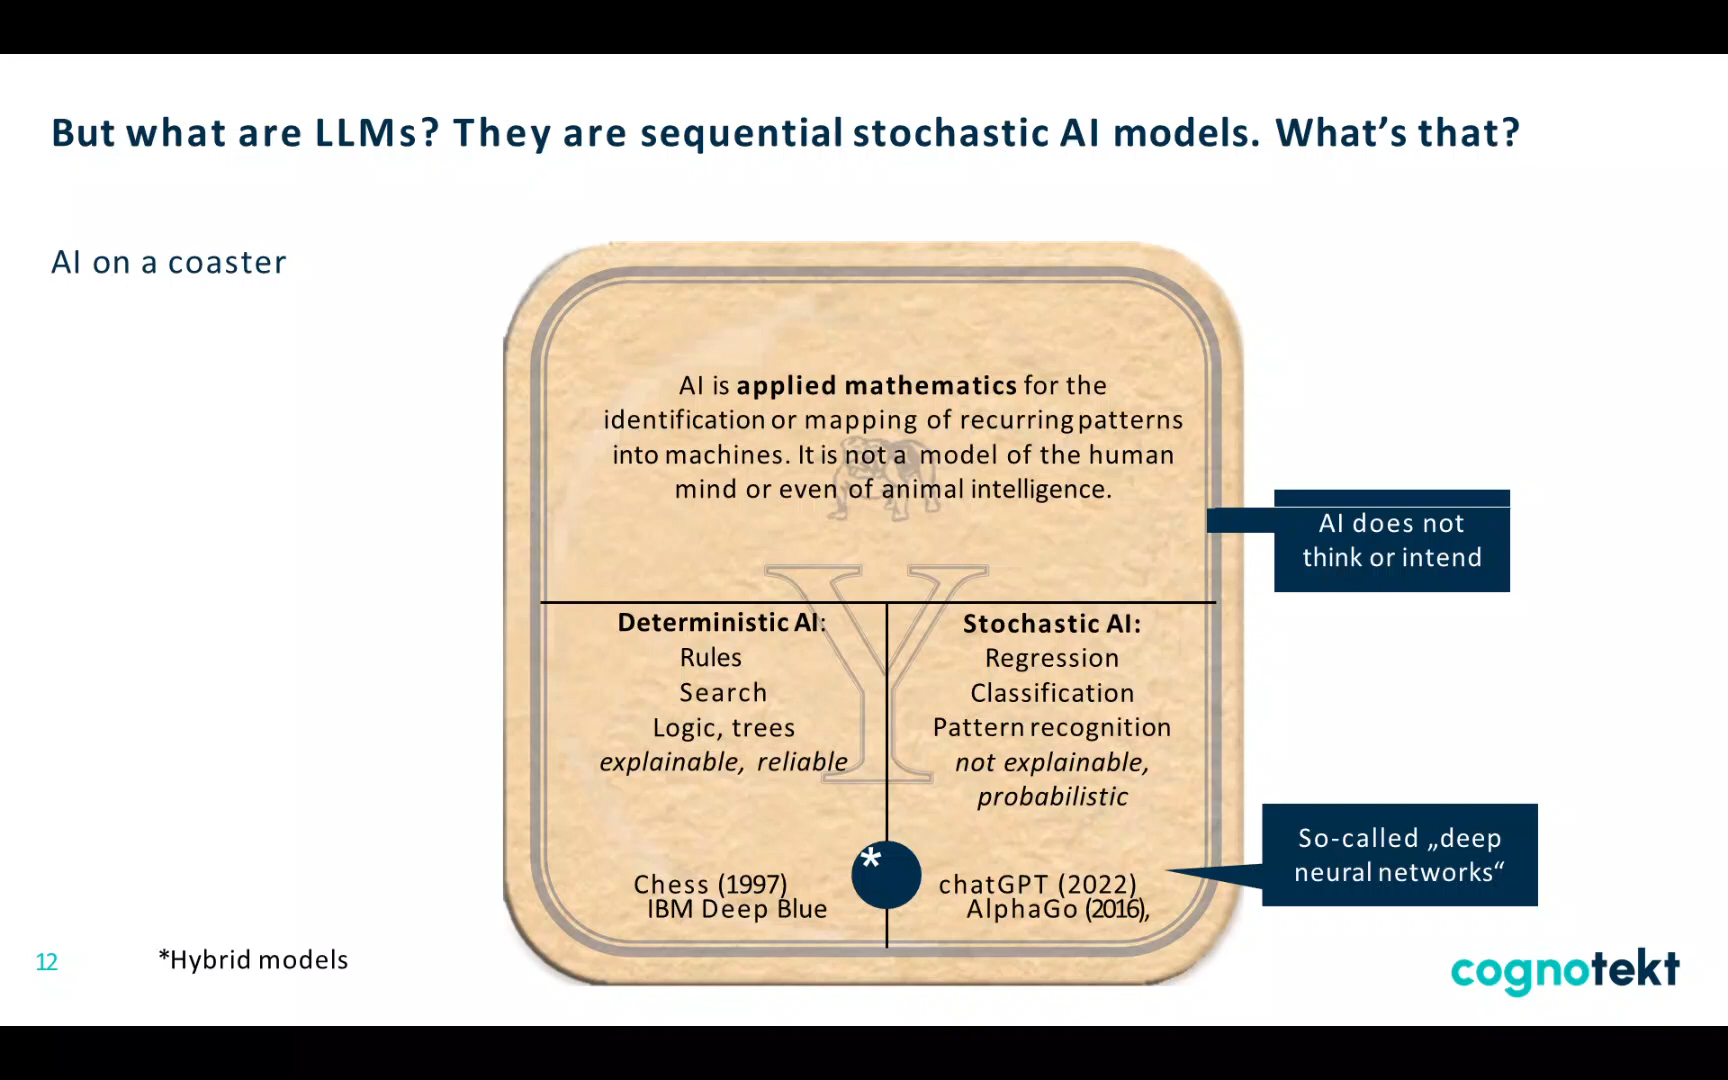 But what are LLMs? They are sequential stochastic AI models. What’s that?
AI on a coaster
AI is applied mathematics for the
identification or mapping of recurring patterns
into machines. It is not a model of the human
mind or even of animal intelligence.
AI does not
think or intend
Deterministic AI:
Rules
Search
Logic, trees
explainable, reliable
Chess (1997)
IBM Deep Blue
Stochastic AI:
Regression
Classification
Pattern recognition
not explainable,
probabilistic
chatGPT (2022)
AlphaGo (2016),
*
So-called „deep
neural networks“
Y
12
*Hybrid models
cognotekt